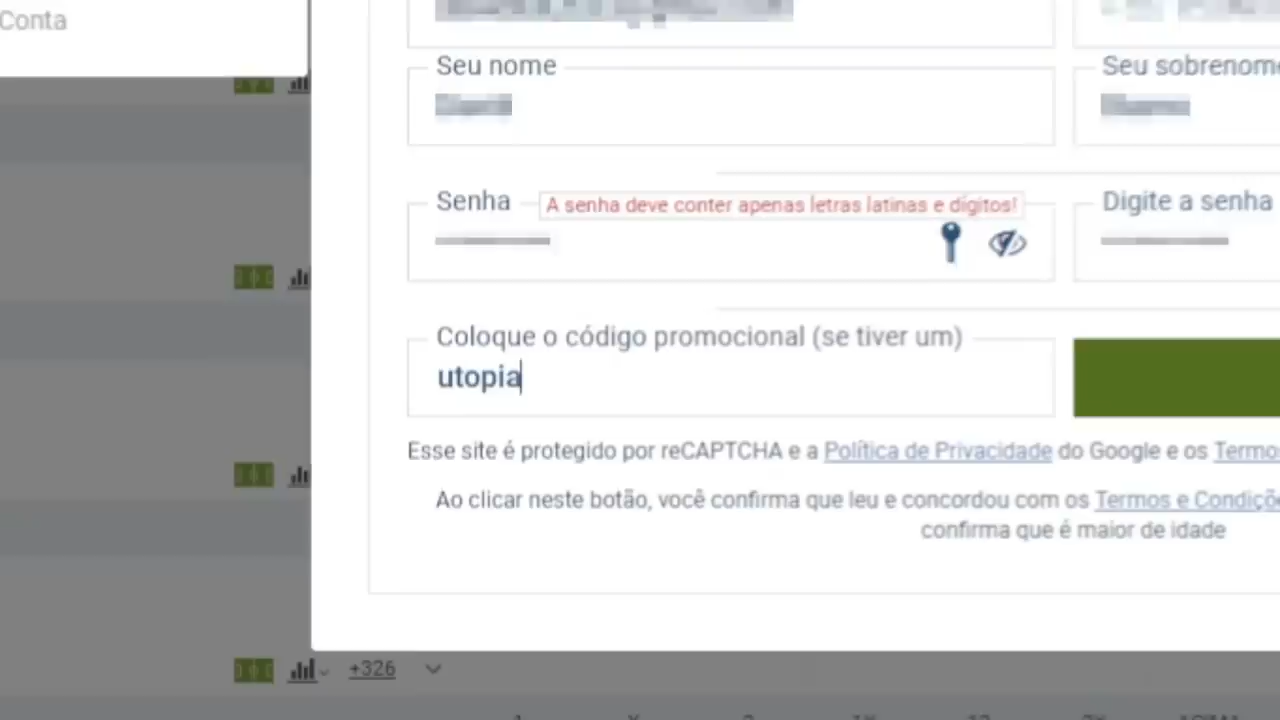 Conta
Seu nome
Seu sobrenome
Senha
A senha deve conter apenas letras latinas e dígitos!
Digite a senha
Coloque o código promocional (se tiver um)
utopia
Esse site é protegido por reCAPTCHA e a Política de Privacidade do Google e os Termos
Ao clicar neste botão, você confirma que leu e concordou com os Termos e Condiçõ
confirma que é maior de idade
+326